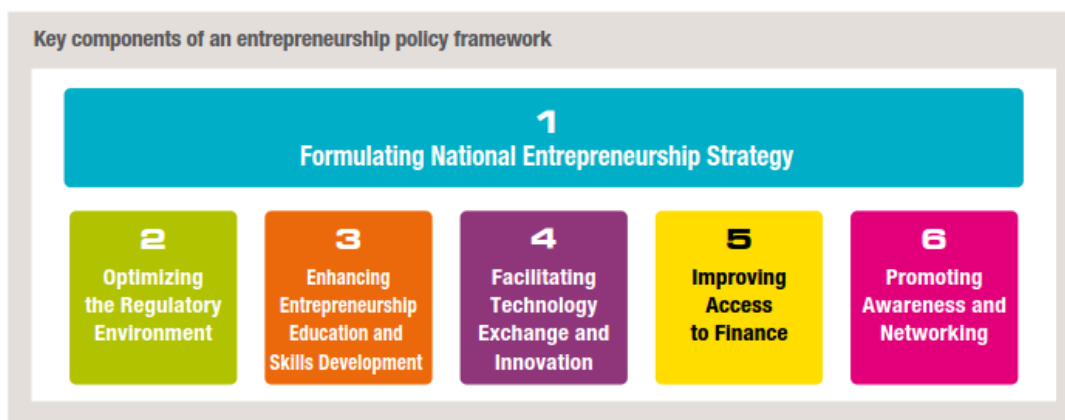 Key components of an entrepreneurship policy framework
1
Formulating National Entrepreneurship Strategy
2
Optimizing
the Regulatory
Environment
3
Enhancing
Entrepreneurship
Education and
Skills Development
4
Facilitating
Technology
Exchange and
Innovation
5
Improving
Access
to Finance
6
Promoting
Awareness and
Networking